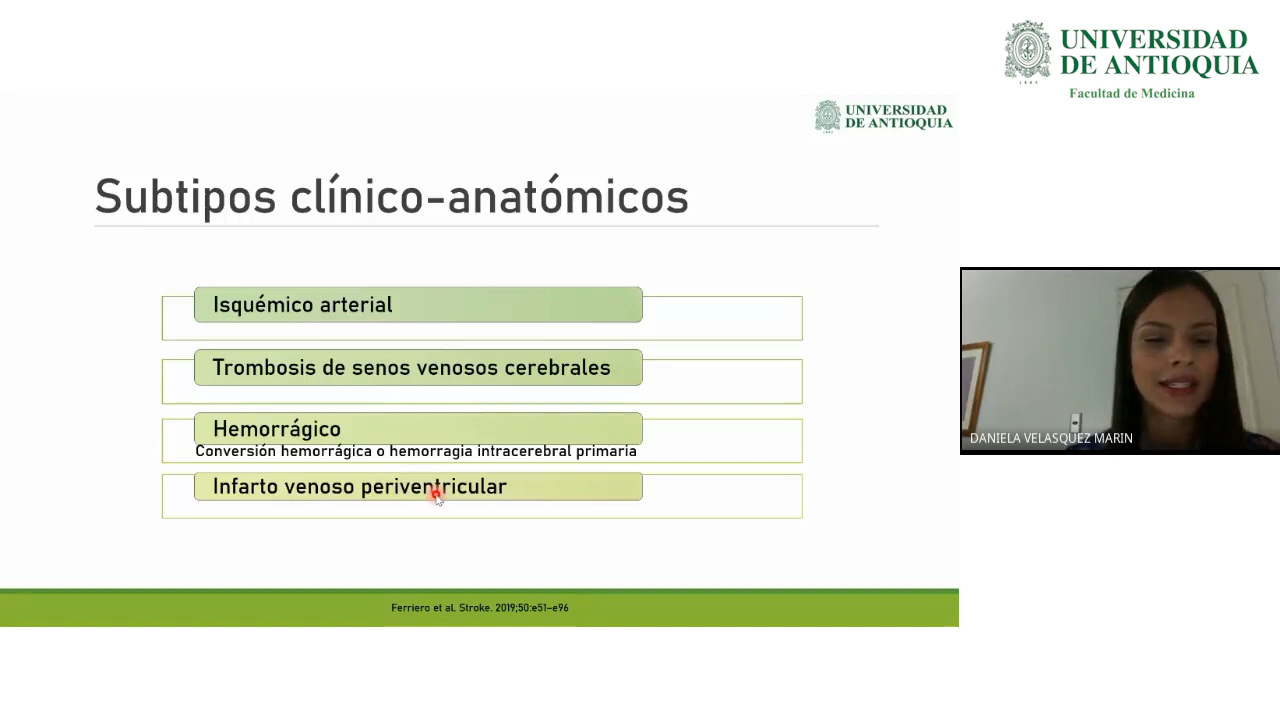 UNIVERSIDAD
DE ANTIOQUIA
1803
Facultad de Medicina
UNIVERSIDAD
DE ANTIOQUIA
Subtipos clínico-anatómicos
Isquémico arterial
Trombosis de senos venosos cerebrales
Hemorrágico
Conversión hemorrágica o hemorragia intracerebral primaria
Infarto venoso periventricular
DANIELA VELASQUEZ MARIN
Ferriero et al. Stroke. 2019;50:e51–e96